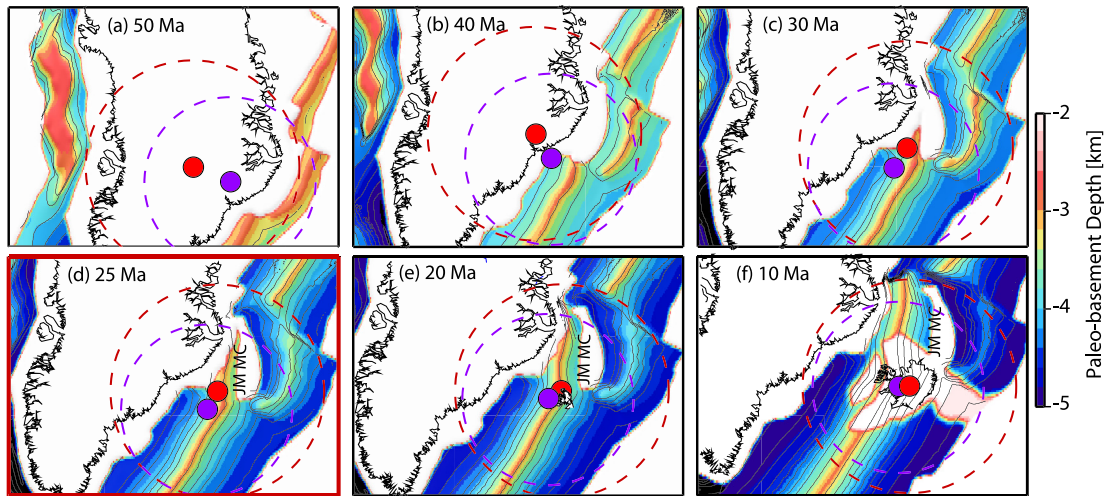 (a) 50 Ma
(b) 40 Ma
(c) 30 Ma
(d) 25 Ma
JM MC
(e) 20 Ma
JM MC
(f) 10 Ma
JM MC
-2
-3
-4
-5
Paleo-basement Depth [km]